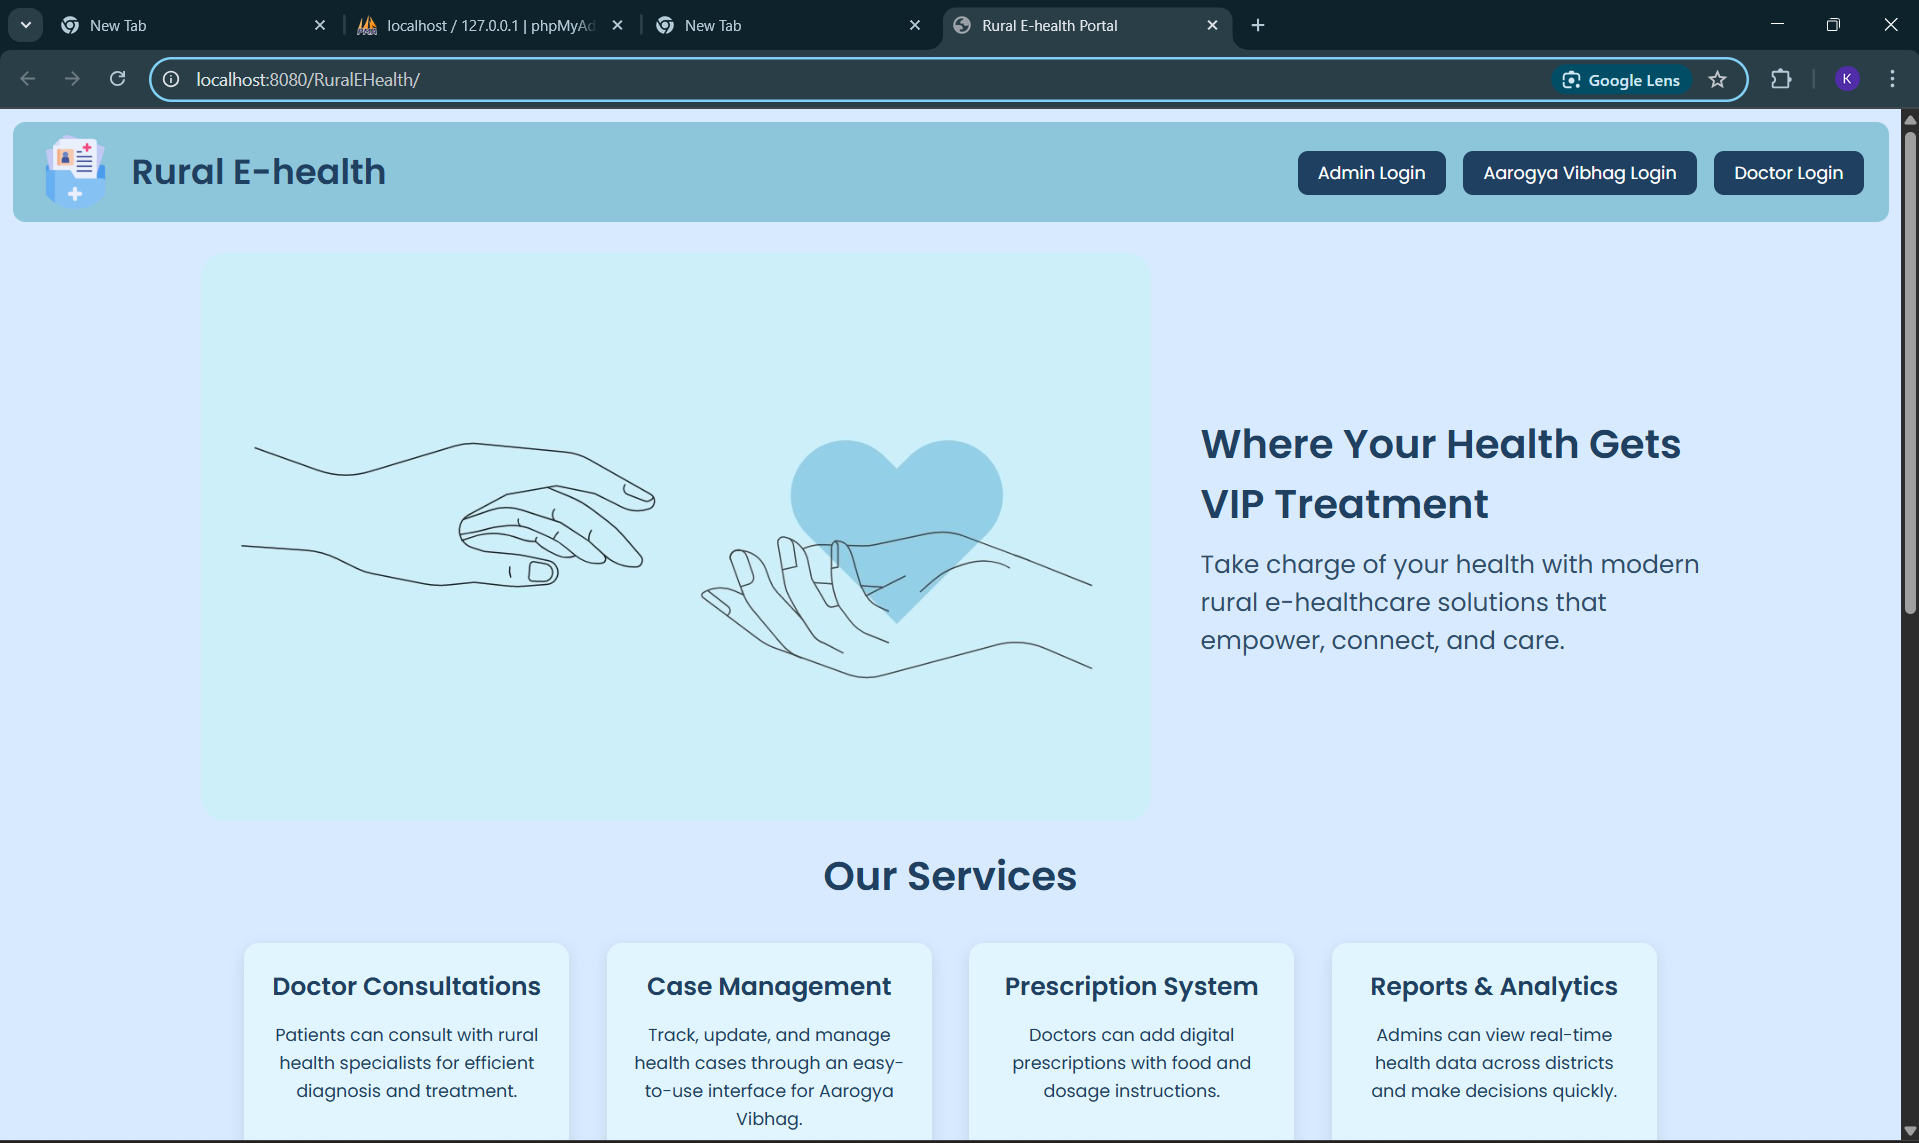 New Tab
localhost / 127.0.0.1 | phpMyAd
New Tab
Rural E-health Portal
localhost:8080/RuralEHealth/
Google Lens
K
Rural E-health
Admin Login
Aarogya Vibhag Login
Doctor Login
Where Your Health Gets
VIP Treatment
Take charge of your health with modern
rural e-healthcare solutions that
empower, connect, and care.
Our Services
Doctor Consultations
Patients can consult with rural
health specialists for efficient
diagnosis and treatment.
Case Management
Track, update, and manage
health cases through an easy-
to-use interface for Aarogya
Vibhag.
Prescription System
Doctors can add digital
prescriptions with food and
dosage instructions.
Reports & Analytics
Admins can view real-time
health data across districts
and make decisions quickly.